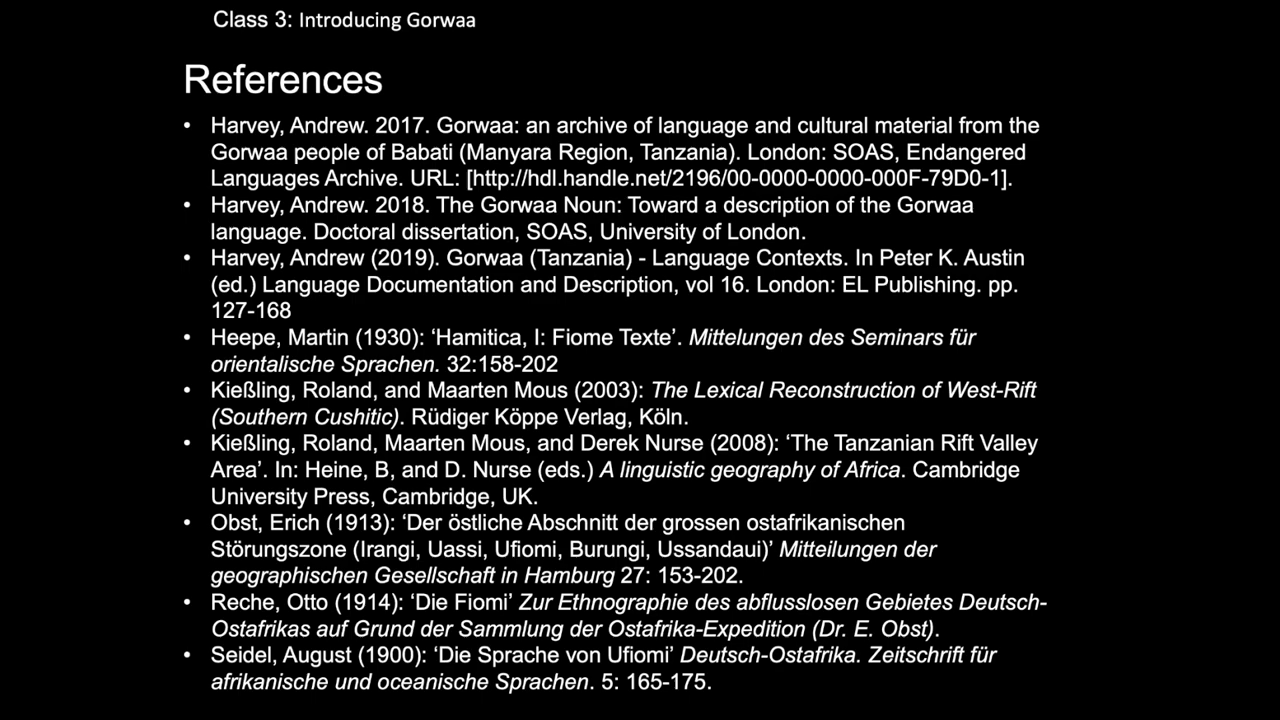 Class 3: Introducing Gorwaa
References
• Harvey, Andrew. 2017. Gorwaa: an archive of language and cultural material from the
Gorwaa people of Babati (Manyara Region, Tanzania). London: SOAS, Endangered
Languages Archive. URL: [http://hdl.handle.net/2196/00-0000-0000-000F-79D0-1].
• Harvey, Andrew. 2018. The Gorwaa Noun: Toward a description of the Gorwaa
language. Doctoral dissertation, SOAS, University of London.
• Harvey, Andrew (2019). Gorwaa (Tanzania) - Language Contexts. In Peter K. Austin
(ed.) Language Documentation and Description, vol 16. London: EL Publishing. pp.
127-168
• Heepe, Martin (1930): ‘Hamitica, I: Fiome Texte’. Mittelungen des Seminars für
orientalische Sprachen. 32:158-202
• Kießling, Roland, and Maarten Mous (2003): The Lexical Reconstruction of West-Rift
(Southern Cushitic). Rüdiger Köppe Verlag, Köln.
• Kießling, Roland, Maarten Mous, and Derek Nurse (2008): ‘The Tanzanian Rift Valley
Area’. In: Heine, B, and D. Nurse (eds.) A linguistic geography of Africa. Cambridge
University Press, Cambridge, UK.
• Obst, Erich (1913): ‘Der östliche Abschnitt der grossen ostafrikanischen
Störungszone (Irangi, Uassi, Ufiomi, Burungi, Ussandaui)’ Mitteilungen der
geographischen Gesellschaft in Hamburg 27: 153-202.
• Reche, Otto (1914): ‘Die Fiomi’ Zur Ethnographie des abflusslosen Gebietes Deutsch-
Ostafrikas auf Grund der Sammlung der Ostafrika-Expedition (Dr. E. Obst).
• Seidel, August (1900): ‘Die Sprache von Ufiomi’ Deutsch-Ostafrika. Zeitschrift für
afrikanische und oceanische Sprachen. 5: 165-175.